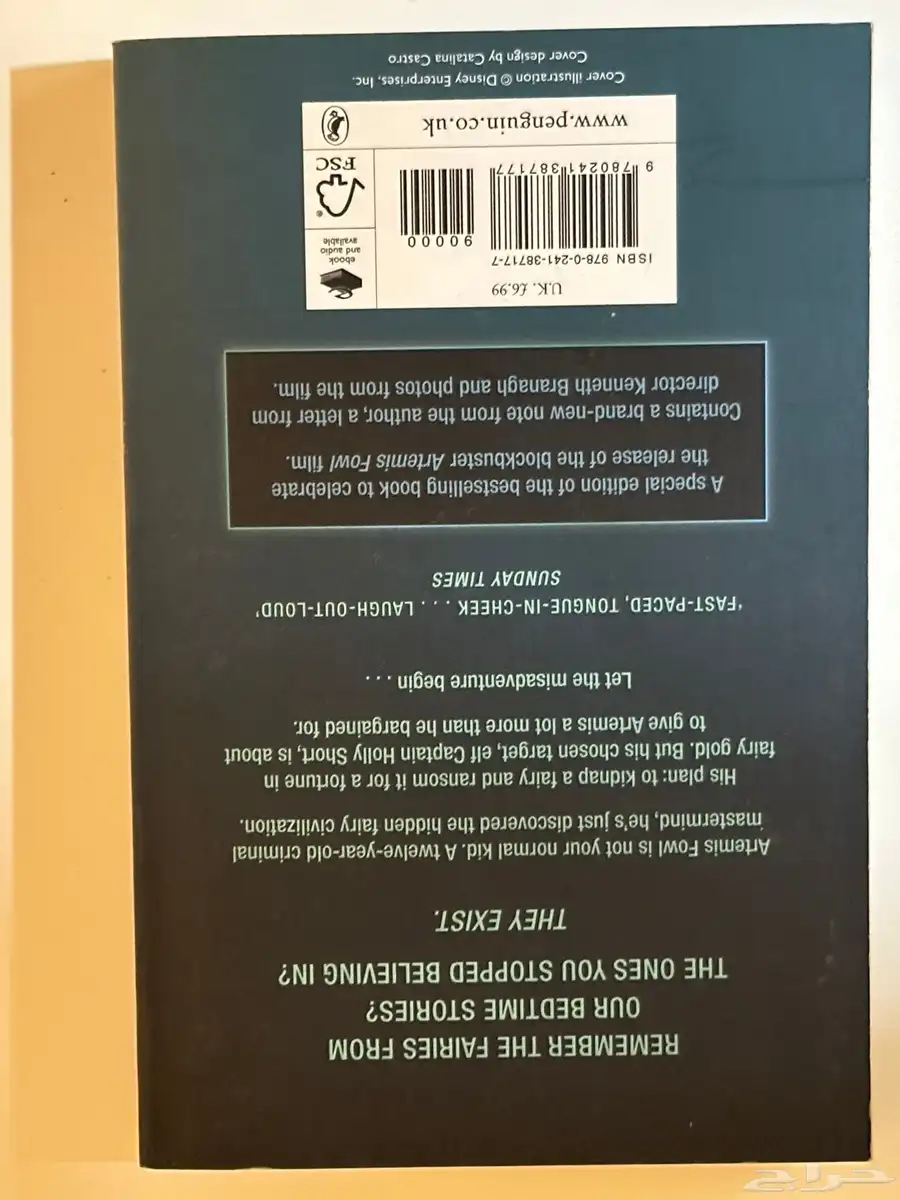 REMEMBER THE FAIRIES FROM
OUR BEDTIME STORIES?
THE ONES YOU STOPPED BELIEVING IN?
THEY EXIST.
Artemis Fowl is not your normal kid. A twelve-year-old criminal
mastermind, he's just discovered the hidden fairy civilization.
His plan: to kidnap a fairy and ransom it for a fortune in
fairy gold. But his chosen target, elf Captain Holly Short, is about
to give Artemis a lot more than he bargained for.
Let the misadventure begin . . .
'FAST-PACED, TONGUE-IN-CHEEK . . . LAUGH-OUT-LOUD'
SUNDAY TIMES
A special edition of the bestselling book to celebrate
the release of the blockbuster Artemis Fowl film.
Contains a brand-new note from the author, a letter from
director Kenneth Branagh and photos from the film.
U.K. £6.99
ISBN 978-0-241-38717-7
90000
9 780241 387177
ebook
and audio
available
FSC
www.penguin.co.uk
Cover illustration © Disney Enterprises, Inc.
Cover design by Catalina Castro
حراج